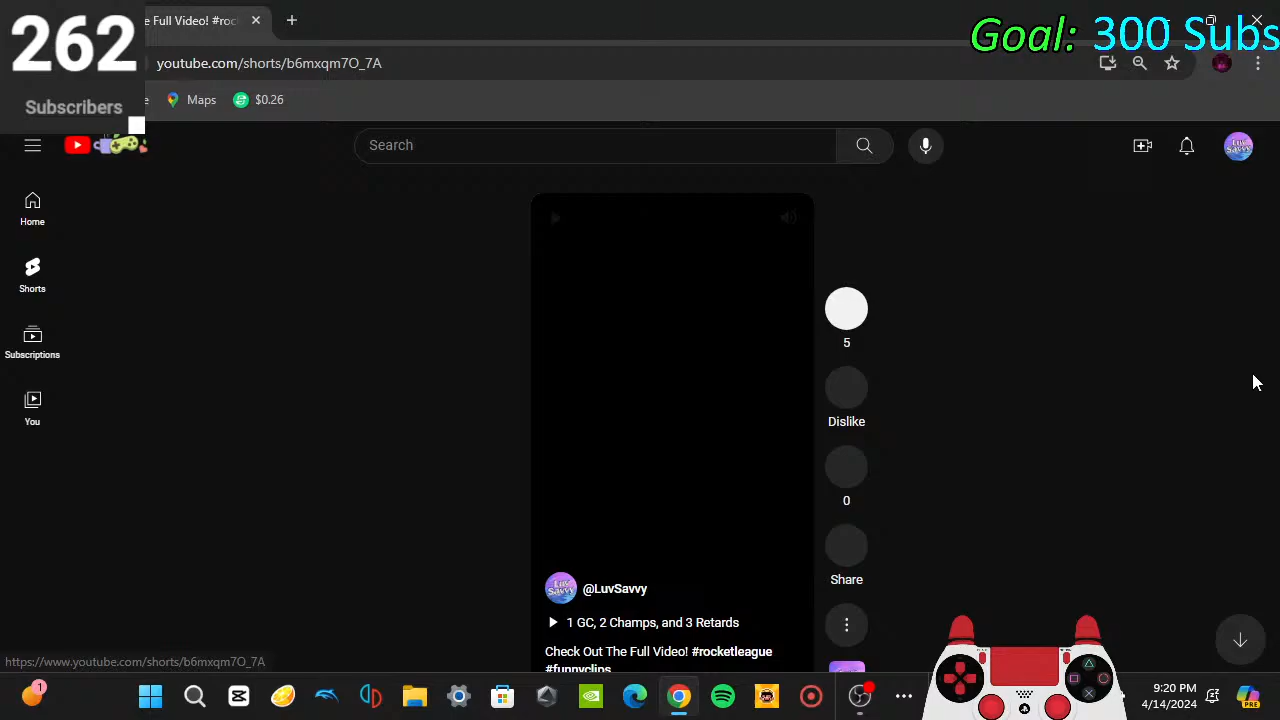 262
Subscribers
Goal: 300 Subs
e Full Video! #roc
youtube.com/shorts/b6mxqm7O_7A
e
Maps
$0.26
Search
Home
Shorts
Subscriptions
You
5
Dislike
0
Share
@LuvSavvy
1 GC, 2 Champs, and 3 Retards
Check Out The Full Video! #rocketleague
#funnyclips
https://www.youtube.com/shorts/b6mxqm7O_7A
1
9:20 PM
4/14/2024
PRE